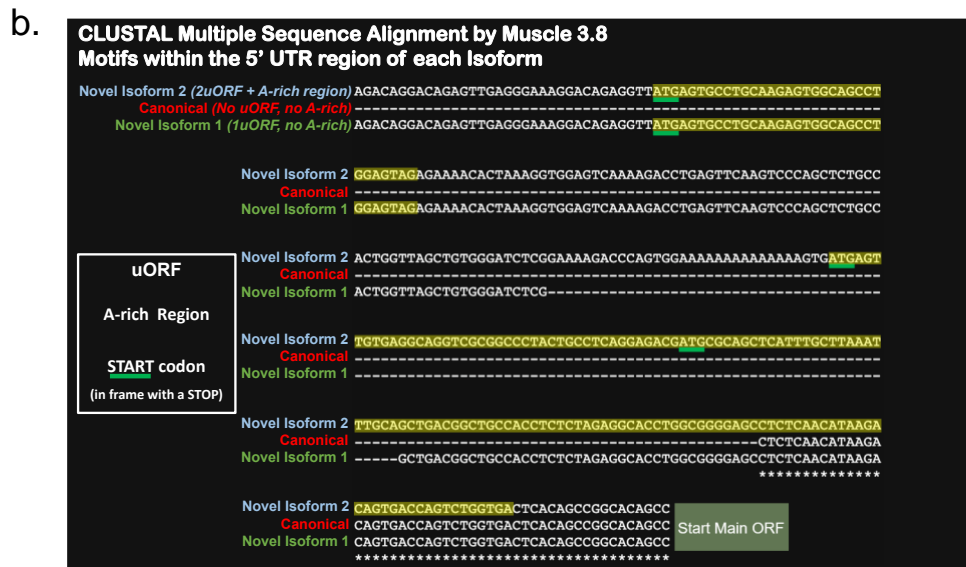 b.
CLUSTAL Multiple Sequence Alignment by Muscle 3.8
Motifs within the 5' UTR region of each Isoform
Novel Isoform 2 (2uORF + A-rich region) AGACAGGACAGAGTTGAGGGAAAGGACAGAGGTTATGAGTGCCTGCAAGAGTGGCAGCCT
Canonical (No uORF, no A-rich) ------------------------------------------------------------
Novel Isoform 1 (1uORF, no A-rich) AGACAGGACAGAGTTGAGGGAAAGGACAGAGGTTATGAGTGCCTGCAAGAGTGGCAGCCT
Novel Isoform 2 GGAGTAGAGAAAACACTAAAGGTGGAGTCAAAAGACCTGAGTTCAAGTCCCAGCTCTGCC
Canonical ------------------------------------------------------------
Novel Isoform 1 GGAGTAGAGAAAACACTAAAGGTGGAGTCAAAAGACCTGAGTTCAAGTCCCAGCTCTGCC
Novel Isoform 2 ACTGGTTAGCTGTGGGATCTCGGAAAAGACCCAGTGGAAAAAAAAAAAAAAGTGATGAGT
Canonical ------------------------------------------------------------
Novel Isoform 1 ACTGGTTAGCTGTGGGATCTCG--------------------------------------
uORF
A-rich Region
START codon
(in frame with a STOP)
Novel Isoform 2 TGTGAGGCAGGTCGCGGCCCTACTGCCTCAGGAGACGATGCGCAGCTCATTTGCTTAAAT
Canonical ------------------------------------------------------------
Novel Isoform 1 ------------------------------------------------------------
Novel Isoform 2 TTGCAGCTGACGGCTGCCACCTCTCTAGAGGCACCTGGCGGGGAGCCTCTCAACATAAGA
Canonical ----------------------------------------------CTCTCAACATAAGA
Novel Isoform 1 -----GCTGACGGCTGCCACCTCTCTAGAGGCACCTGGCGGGGAGCCTCTCAACATAAGA
**************
Novel Isoform 2 CAGTGACCAGTCTGGTGACTCACAGCCGGCACAGCC
Canonical CAGTGACCAGTCTGGTGACTCACAGCCGGCACAGCC
Novel Isoform 1 CAGTGACCAGTCTGGTGACTCACAGCCGGCACAGCC
************************************
Start Main ORF